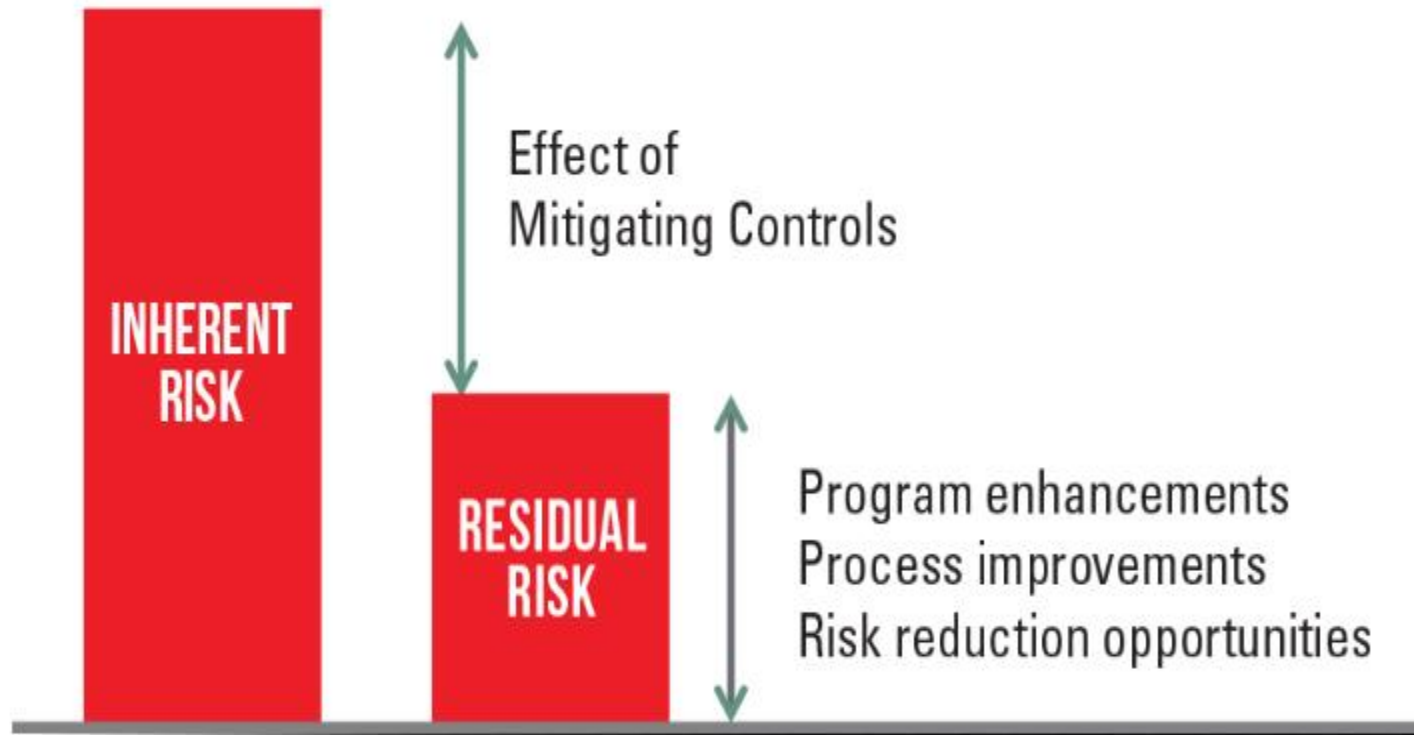 INHERENT
RISK
Effect of
Mitigating Controls
RESIDUAL
RISK
Program enhancements
Process improvements
Risk reduction opportunities